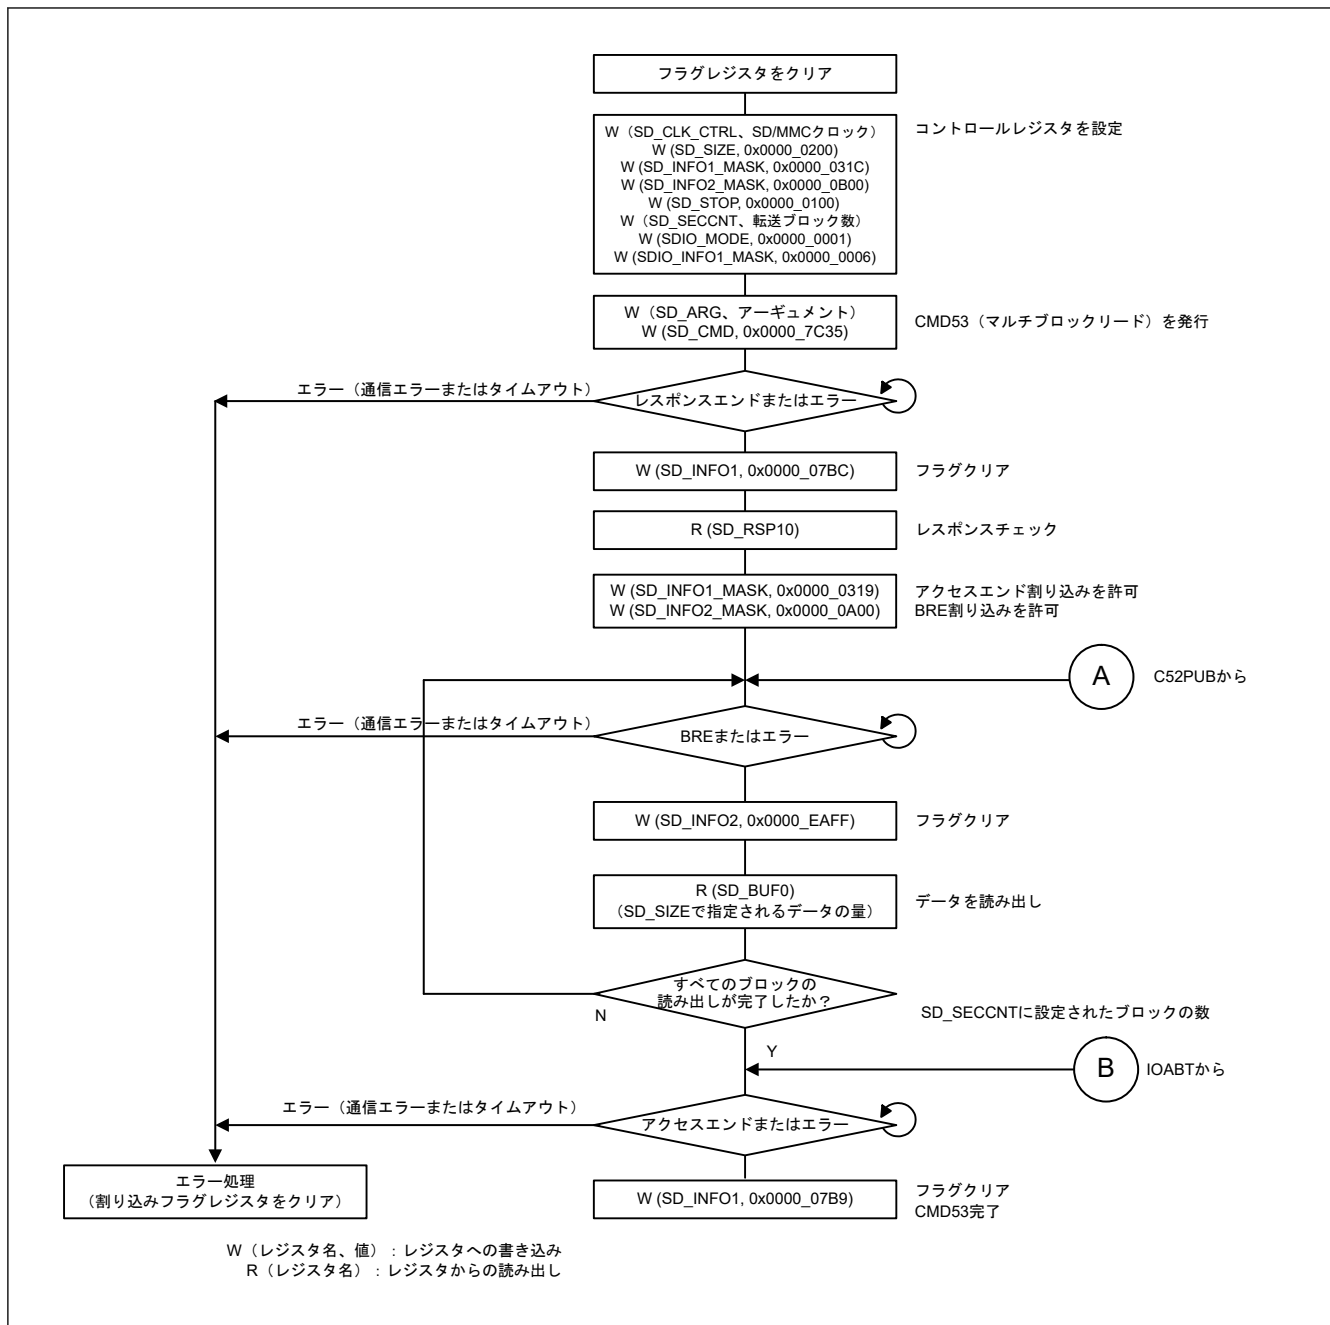 フラグレジスタをクリア
W（SD_CLK_CTRL、SD/MMCクロック）
W (SD_SIZE, 0x0000_0200)
W (SD_INFO1_MASK, 0x0000_031C)
W (SD_INFO2_MASK, 0x0000_0B00)
W (SD_STOP, 0x0000_0100)
W（SD_SECCNT、転送ブロック数）
W (SDIO_MODE, 0x0000_0001)
W (SDIO_INFO1_MASK, 0x0000_0006)
コントロールレジスタを設定
W（SD_ARG、アーギュメント）
W (SD_CMD, 0x0000_7C35)
CMD53（マルチブロックリード）を発行
エラー（通信エラーまたはタイムアウト）
レスポンスエンドまたはエラー
W (SD_INFO1, 0x0000_07BC)
フラグクリア
R (SD_RSP10)
レスポンスチェック
W (SD_INFO1_MASK, 0x0000_0319)
W (SD_INFO2_MASK, 0x0000_0A00)
アクセスエンド割り込みを許可
BRE割り込みを許可
A
C52PUBから
エラー（通信エラーまたはタイムアウト）
BREまたはエラー
W (SD_INFO2, 0x0000_EAFF)
フラグクリア
R (SD_BUF0)
（SD_SIZEで指定されるデータの量）
データを読み出し
すべてのブロックの
読み出しが完了したか？
N
SD_SECCNTに設定されたブロックの数
Y
B
IOABTから
エラー（通信エラーまたはタイムアウト）
アクセスエンドまたはエラー
エラー処理
（割り込みフラグレジスタをクリア）
W (SD_INFO1, 0x0000_07B9)
フラグクリア
CMD53完了
W（レジスタ名、値）：レジスタへの書き込み
R（レジスタ名）：レジスタからの読み出し